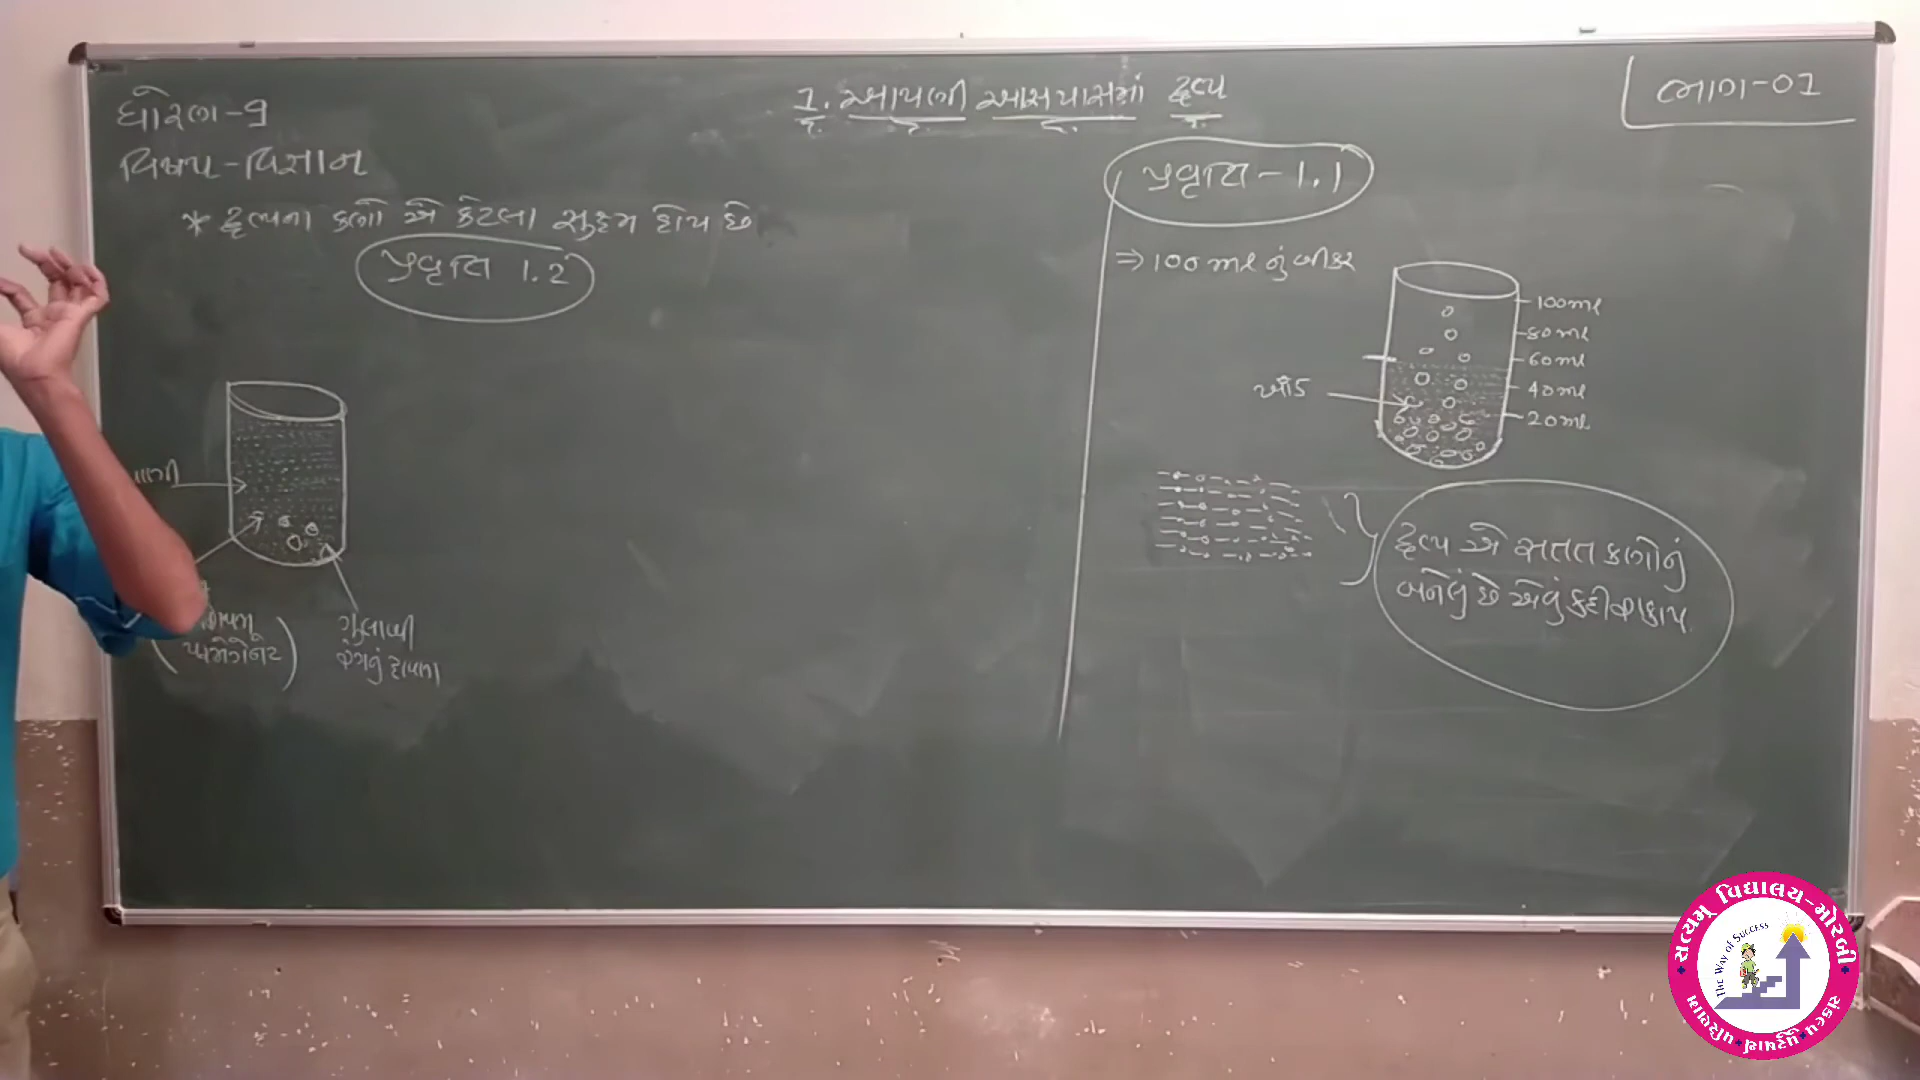 1. આપણી આસપાસમાં દ્રવ્ય
ભાગ-01
ધોરણ-9
વિષય-વિજ્ઞાન
* દ્રવ્યના કણો એ કેટલા સુક્ષ્મ હોય છે
પ્રવૃત્તિ 1.2
પાણી
પરમેંગેનેટ
ગુલાબી
રંગનું દ્રાવણ
પ્રવૃત્તિ - 1.1
⇒ 100 ml નું બીકર
100ml
80ml
60ml
40ml
20ml
ખાઁડ
દ્રવ્ય એ સતત કણોનું
બનેલું છે એવું કહી શકાય.
સત્યમ્ વિદ્યાલય-મોરબી
The Way of Success
સંકલ્પ • પુરુષાર્થ • પરિણામ